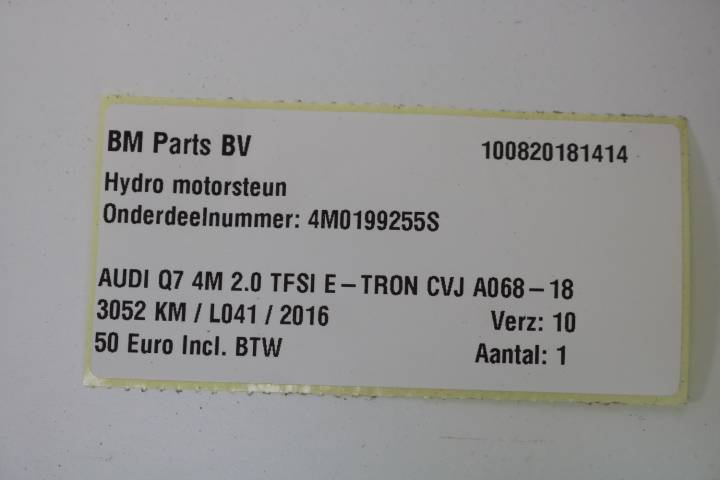 BM Parts BV 100820181414
Hydro motorsteun
Onderdeelnummer: 4M0199255S
AUDI Q7 4M 2.0 TFSI E-TRON CVJ A068-18
3052 KM / L041 / 2016 Verz: 10
50 Euro Incl. BTW Aantal: 1